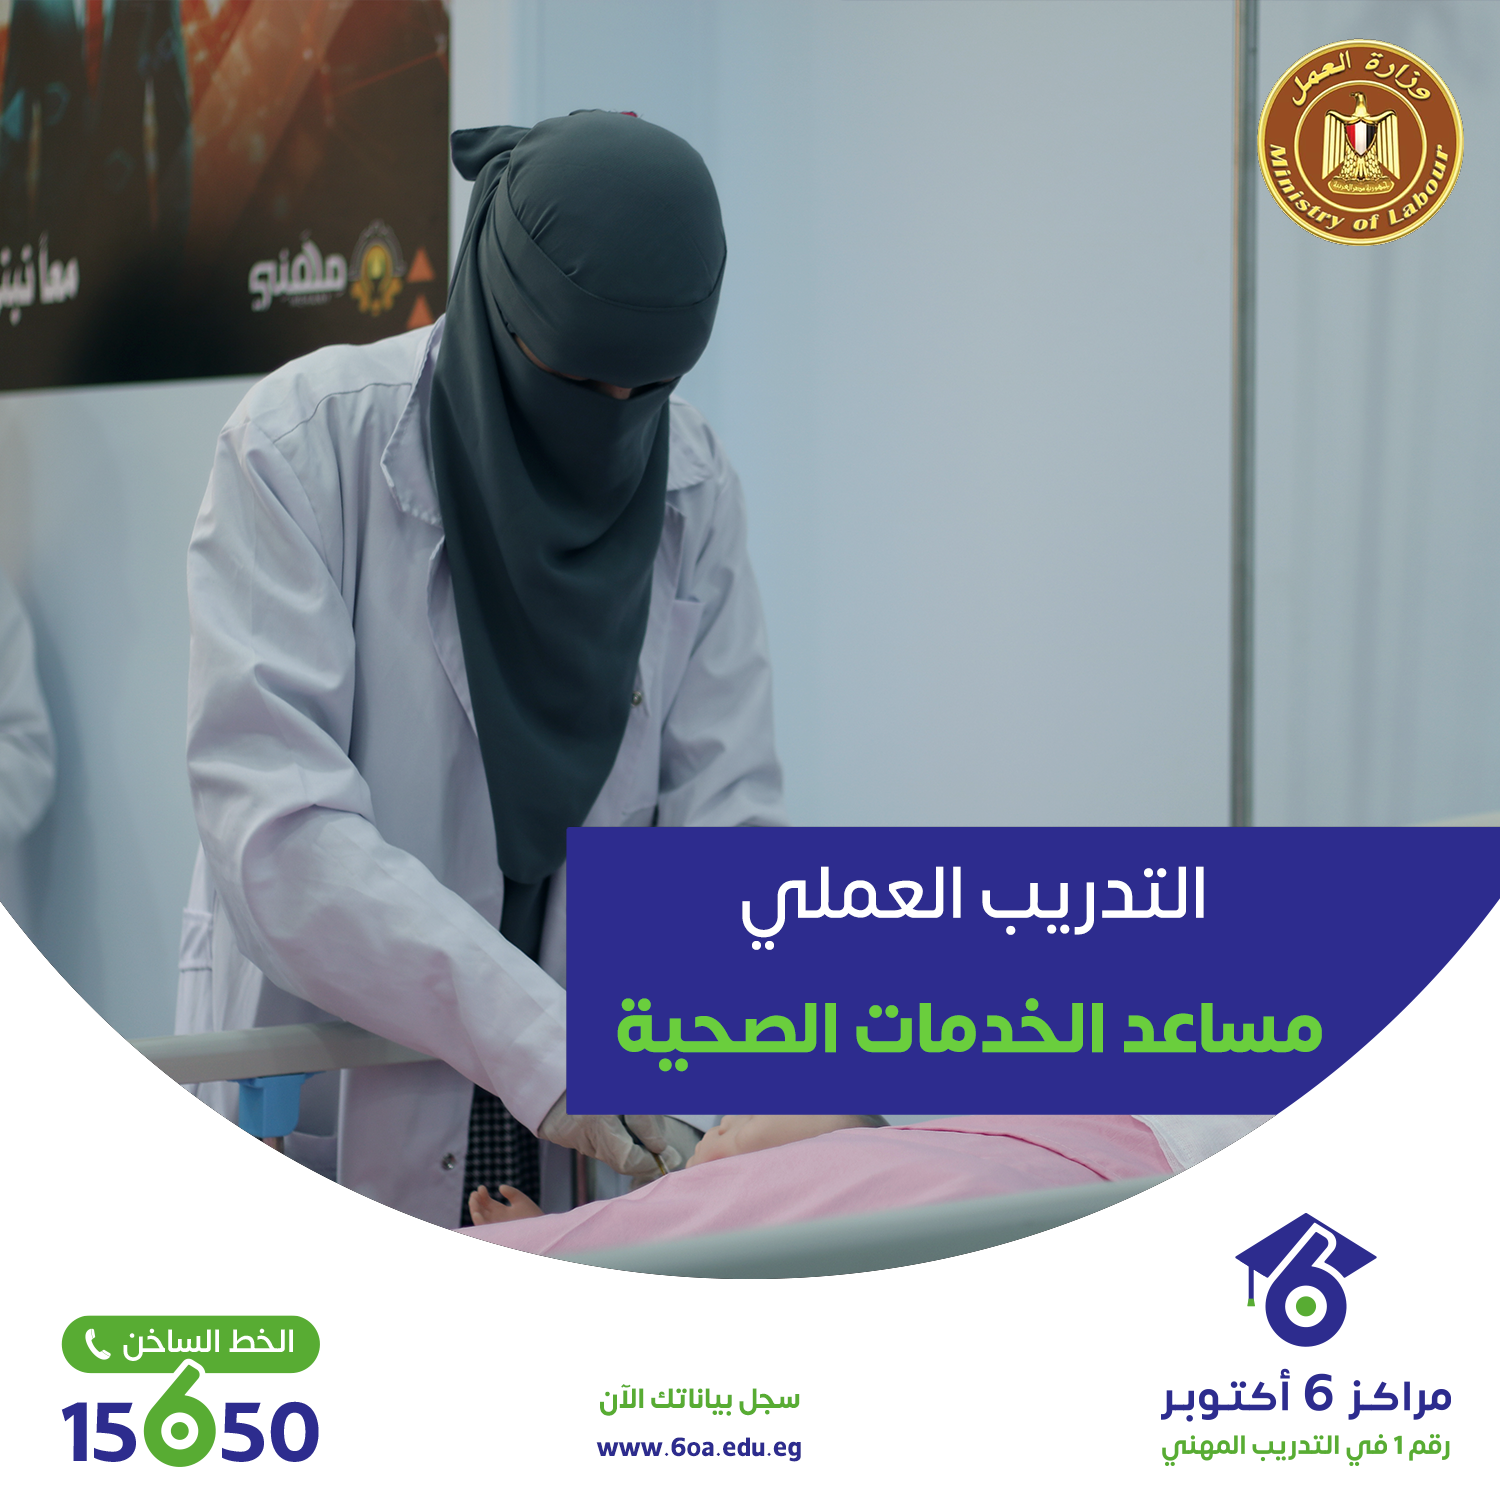 وزارة العمل
Ministry of Labour
مهني
التدريب العملي
مساعد الخدمات الصحية
الخط الساخن
15650
سجل بياناتك الآن
www.6oa.edu.eg
مراكز 6 أكتوبر
رقم 1 في التدريب المهني